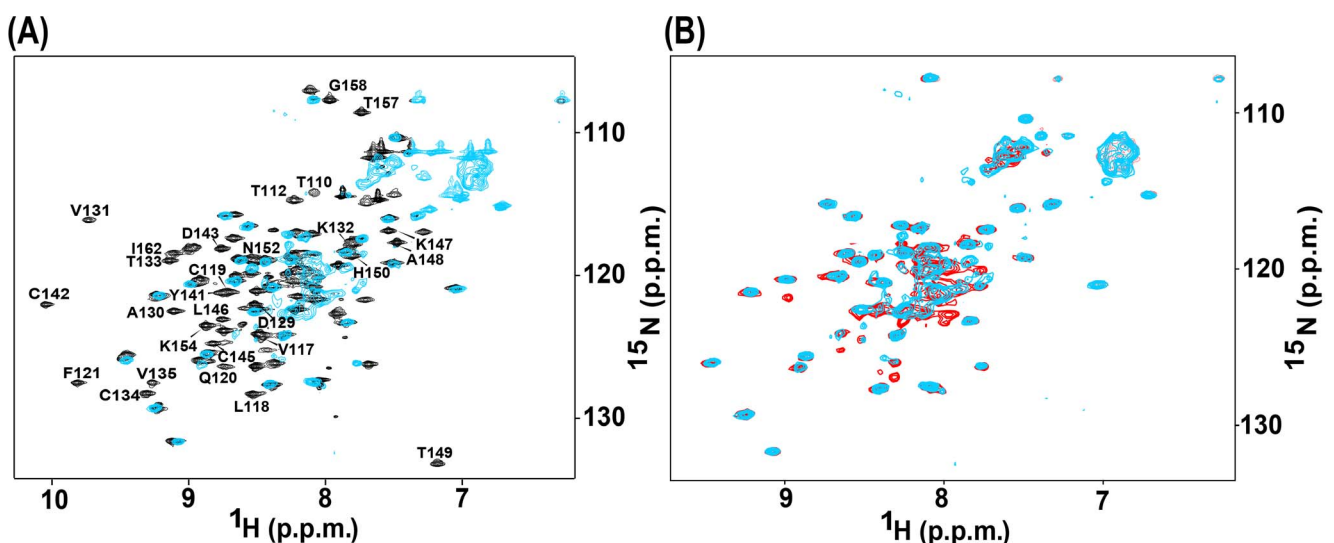 (A)
(B)
G158
T157
T110
T112
V131
D143
K132
I162
N152
K147
T133
A148
C119
H150
C142
Y141
L146
A130
D129
K154
C145
V117
F121
V135
Q120
C134
L118
T149
110
120
130
15N (p.p.m.)
10
9
8
7
1H (p.p.m.)
110
120
130
15N (p.p.m.)
9
8
7
1H (p.p.m.)